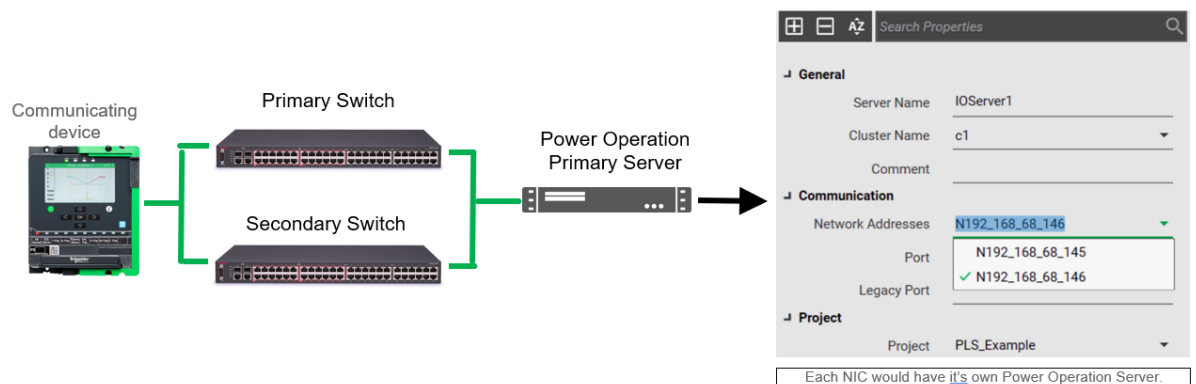 Communicating
device
Primary Switch
Secondary Switch
Power Operation
Primary Server
Search Properties
General
Server Name IOServer1
Cluster Name c1
Comment
Communication
Network Addresses N192_168_68_146
N192_168_68_145
Port
✓ N192_168_68_146
Legacy Port
Project
Project PLS_Example
Each NIC would have it's own Power Operation Server.